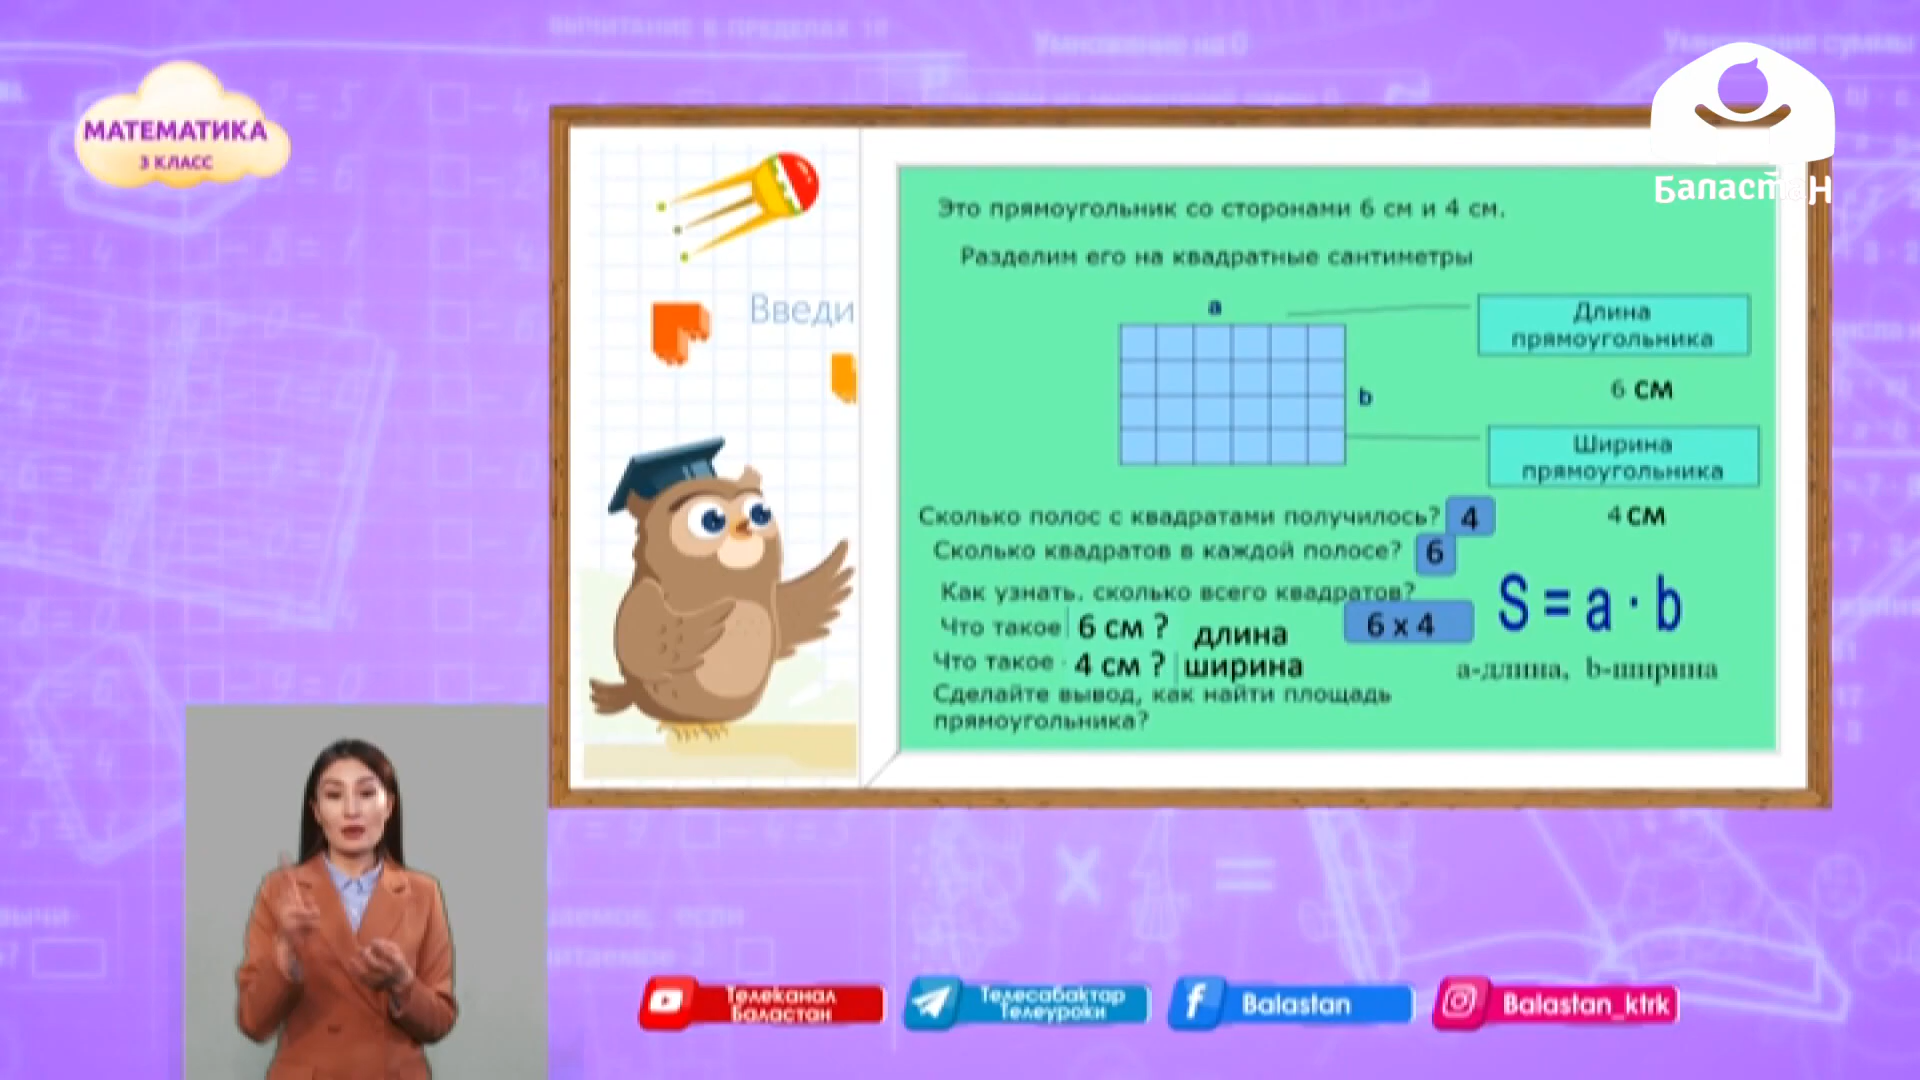 МАТЕМАТИКА
3 КЛАСС
Баластан
Введи
Это прямоугольник со сторонами 6 см и 4 см.
Разделим его на квадратные сантиметры
a
Длина
прямоугольника
6 см
b
Ширина
прямоугольника
4 см
Сколько полос с квадратами получилось? 4
Сколько квадратов в каждой полосе? 6
Как узнать, сколько всего квадратов?
6 х 4
S = a · b
Что такое 6 см ? длина
Что такое 4 см ? ширина
а-длина, b-ширина
Сделайте вывод, как найти площадь
прямоугольника?
Телеканал
Баластан
Телесабактар
Телеуроки
Balastan
Balastan_ktrk